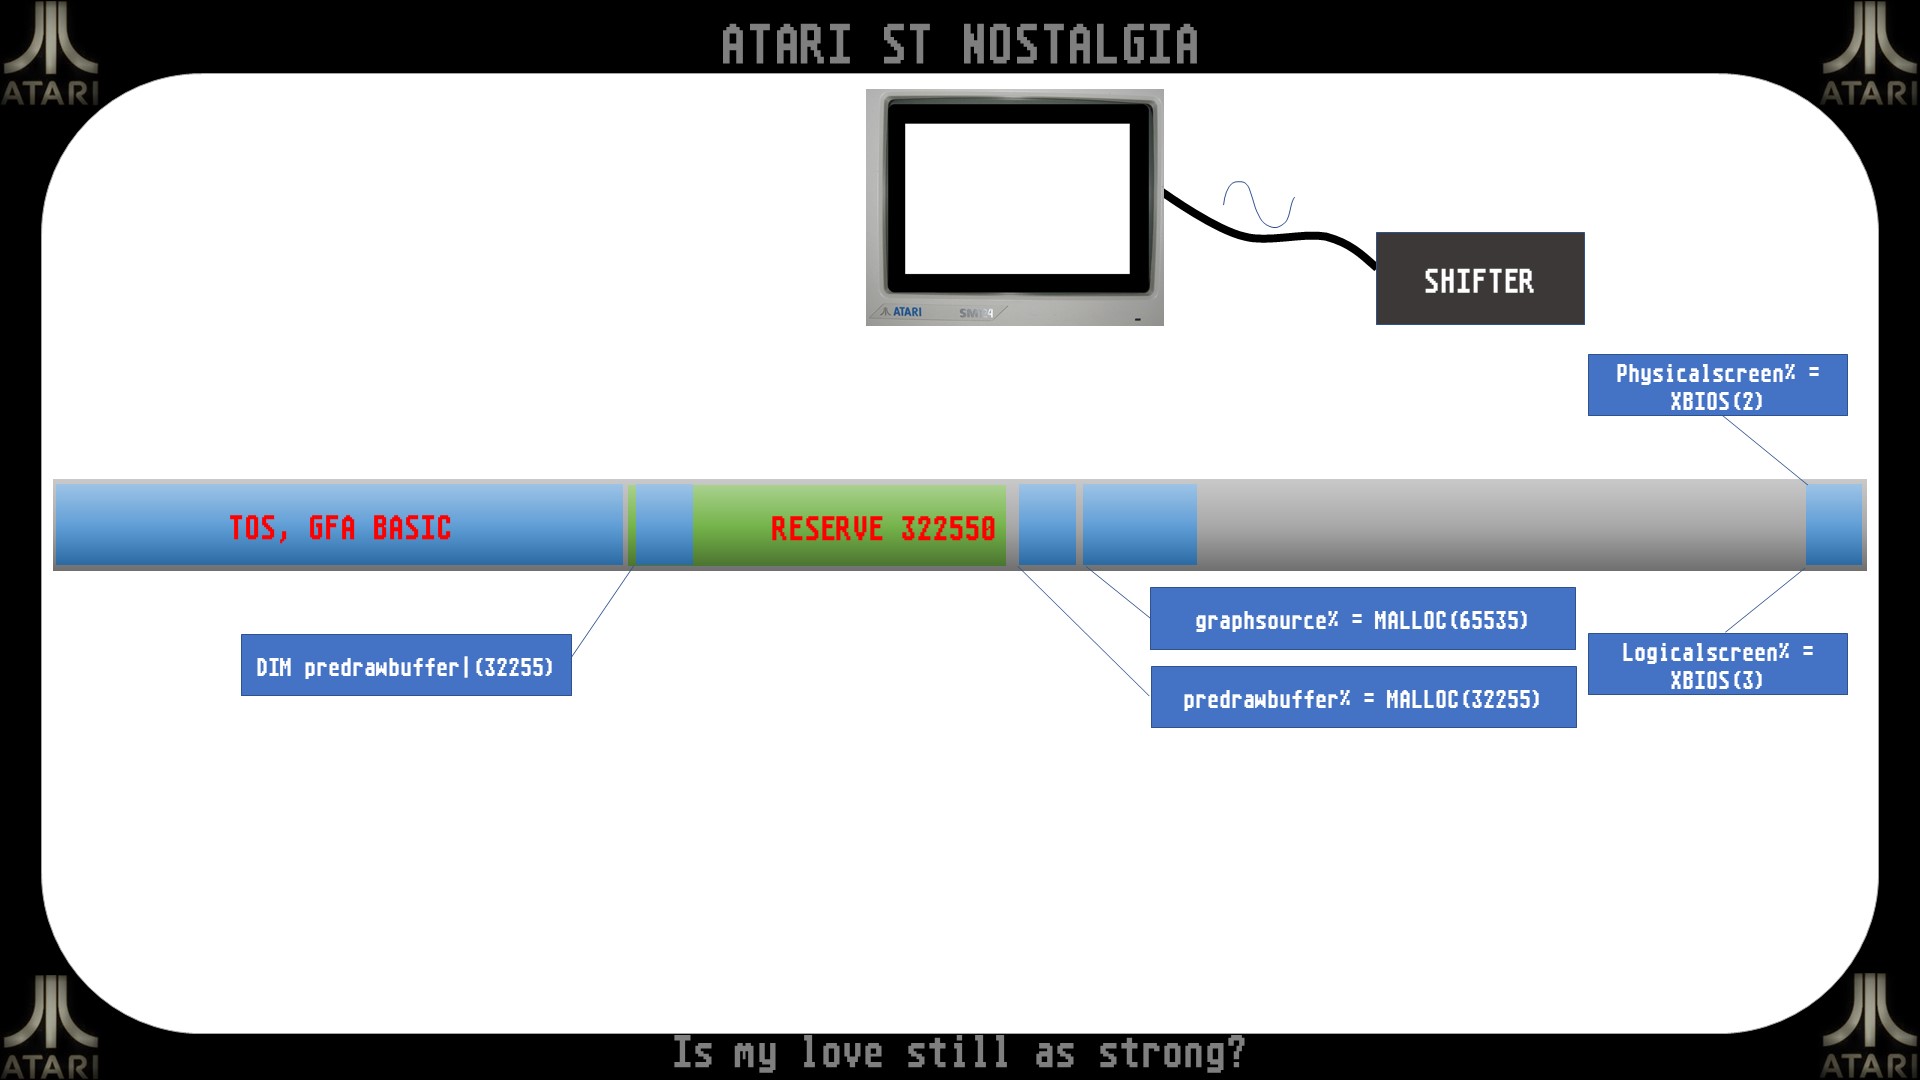 ATARI ST NOSTALGIA
ATARI
ATARI
ATARI
SM124
SHIFTER
Physicalscreen% =
XBIOS(2)
TOS, GFA BASIC
RESERVE 322550
graphsource% = MALLOC(65535)
DIM predrawbuffer|(32255)
Logicalscreen% =
XBIOS(3)
predrawbuffer% = MALLOC(32255)
Is my love still as strong?
ATARI
ATARI